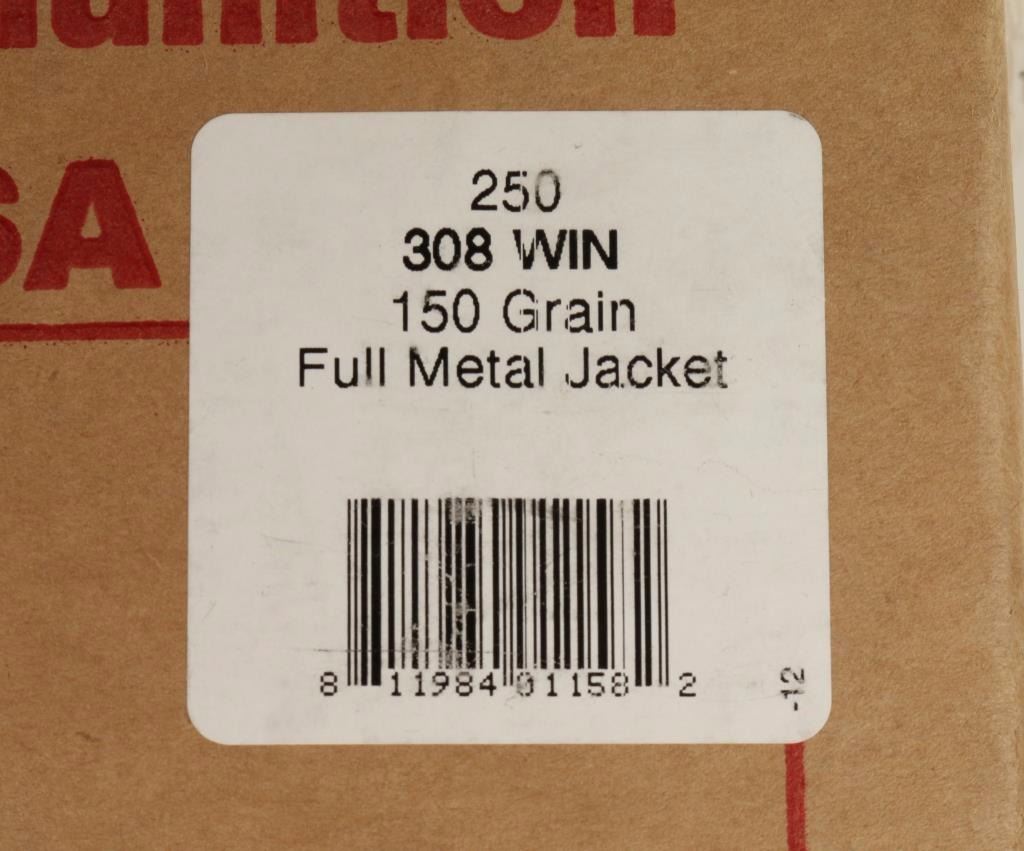 250
308 WIN
150 Grain
Full Metal Jacket
8 11984 01158 2
-12